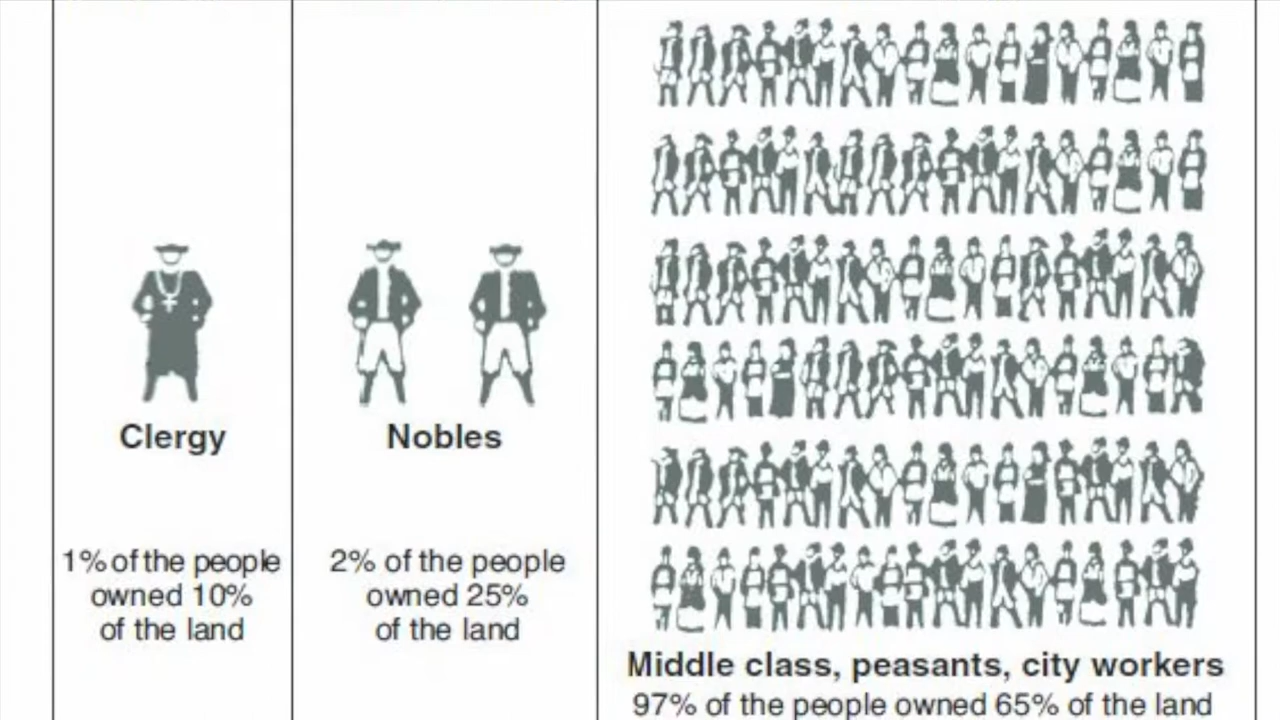 Clergy
1% of the people
owned 10%
of the land
Nobles
2% of the people
owned 25%
of the land
Middle class, peasants, city workers
97% of the people owned 65% of the land